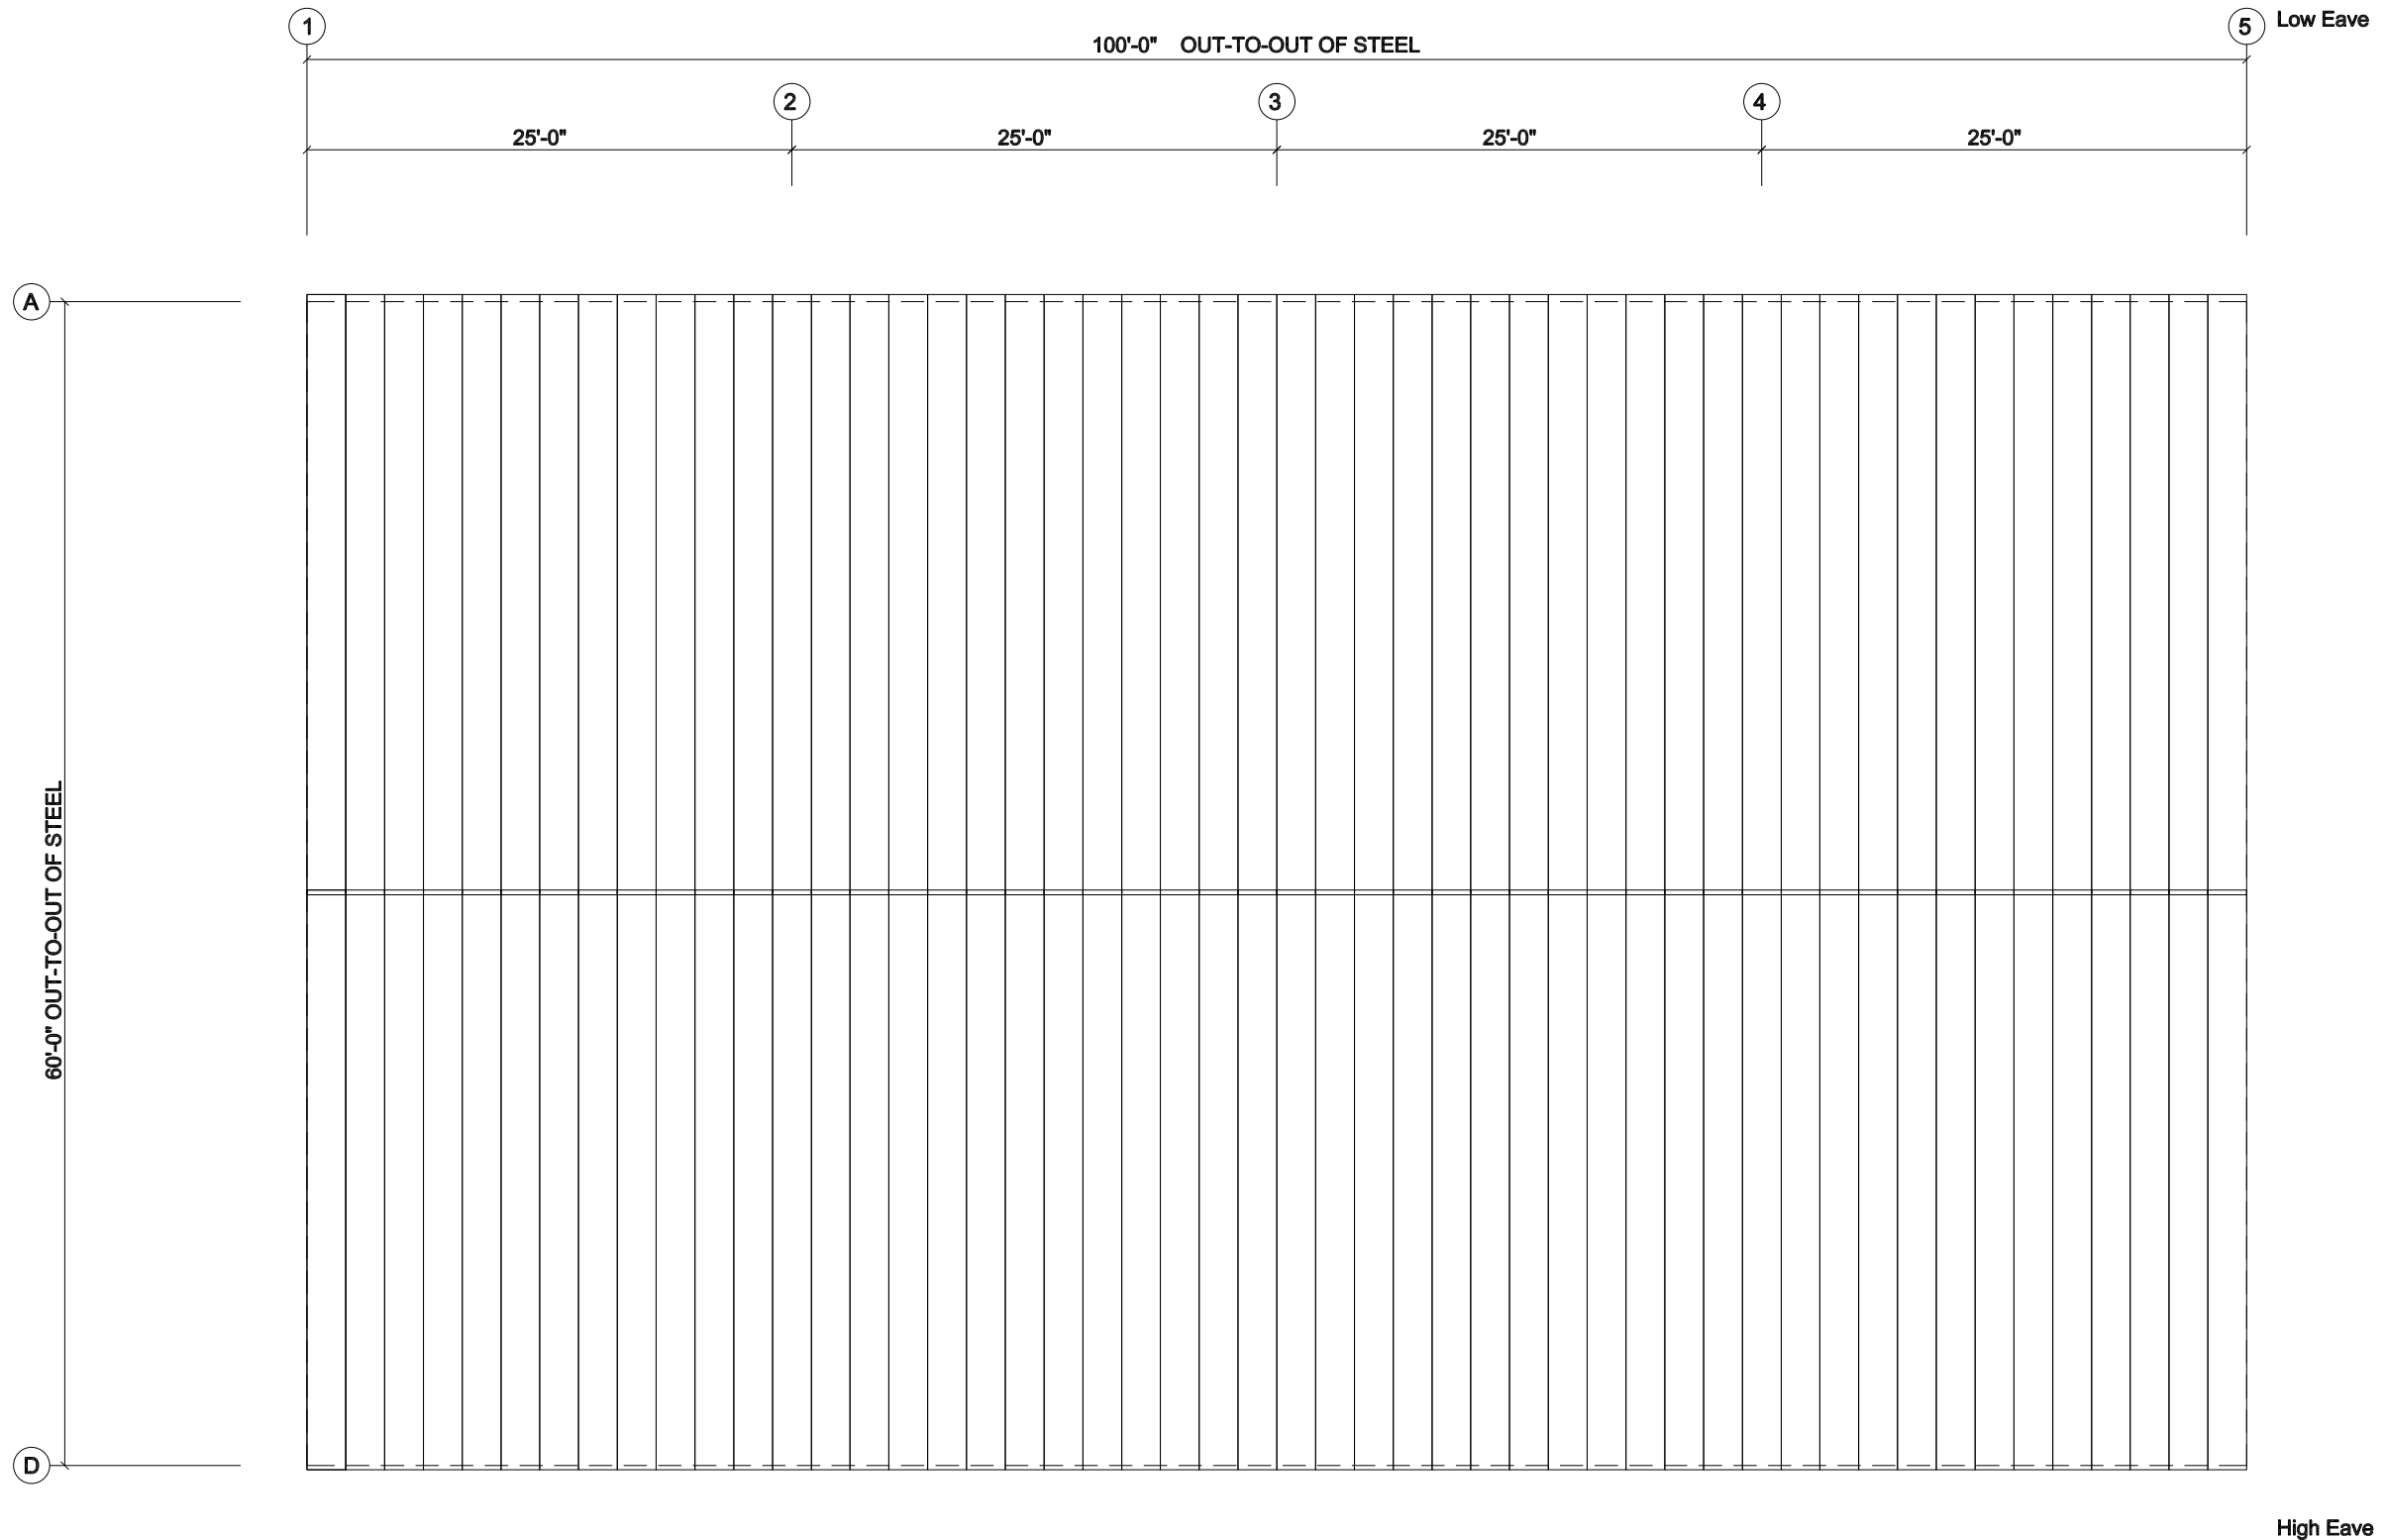 1
5
Low Eave
100'-0" OUT-TO-OUT OF STEEL
2
3
4
25'-0"
25'-0"
25'-0"
25'-0"
A
60'-0" OUT-TO-OUT OF STEEL
D
High Eave